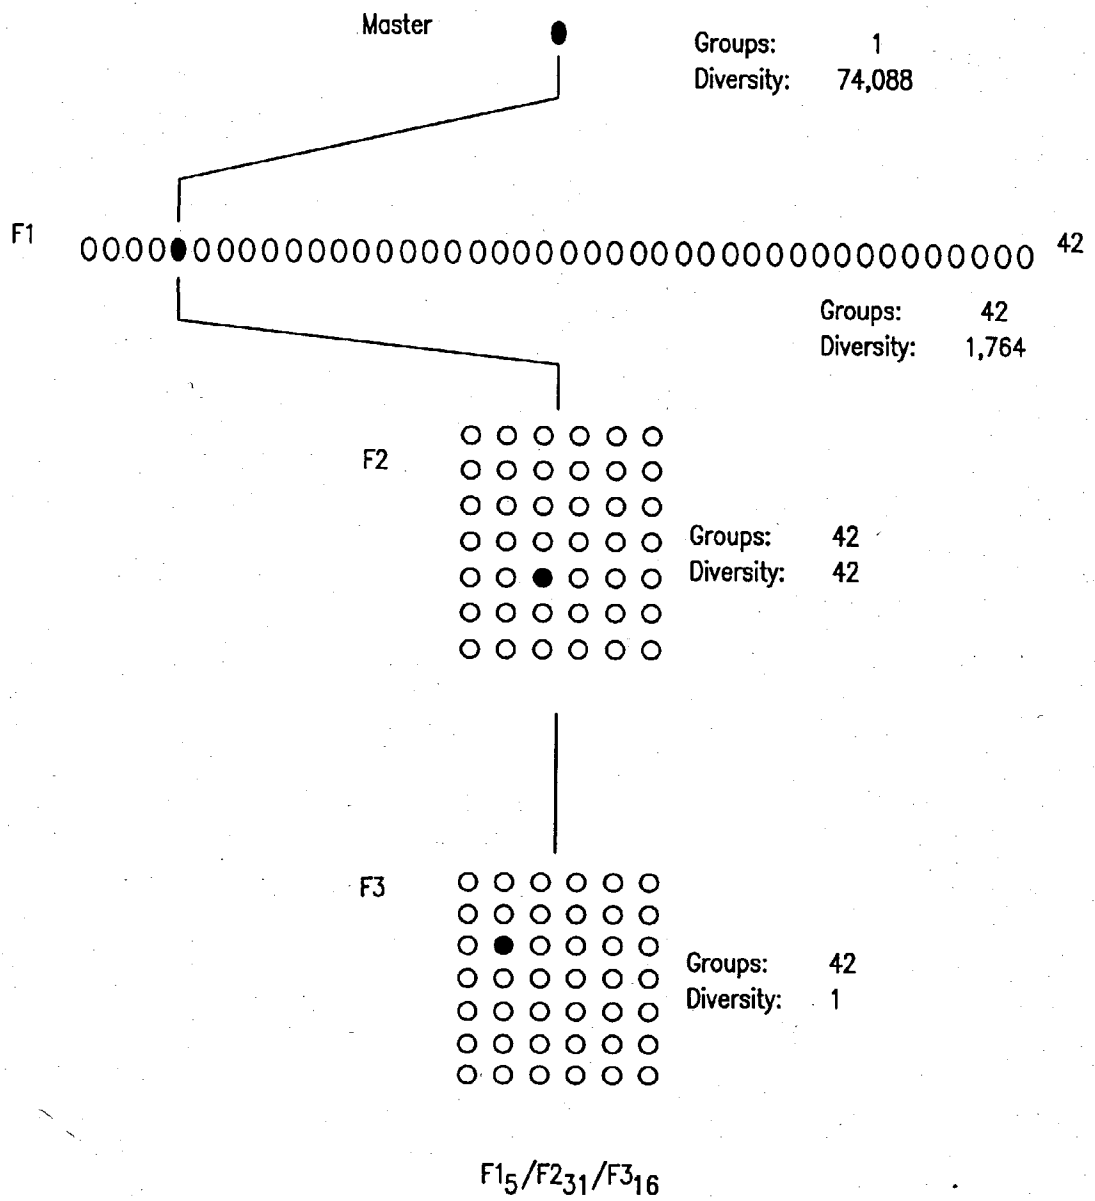 Master
Groups: 1
Diversity: 74,088
F1
42
Groups: 42
Diversity: 1,764
F2
Groups: 42
Diversity: 42
F3
Groups: 42
Diversity: 1
F1₅/F2₃₁/F3₁₆